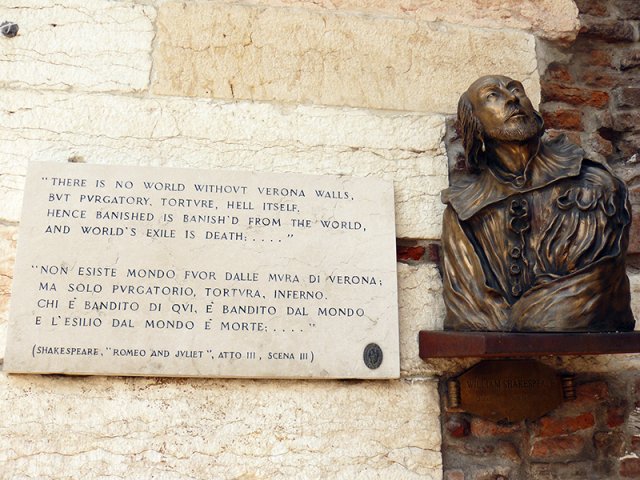 "THERE IS NO WORLD WITHOVT VERONA WALLS,
BVT PVRGATORY, TORTVRE, HELL ITSELF.
HENCE BANISHED IS BANISH'D FROM THE WORLD,
AND WORLD'S EXILE IS DEATH:...."
"NON ESISTE MONDO FVOR DALLE MVRA DI VERONA;
MA SOLO PVRGATORIO, TORTVRA, INFERNO.
CHI È BANDITO DI QVI, È BANDITO DAL MONDO
E L'ESILIO DAL MONDO È MORTE:...."
(SHAKESPEARE, "ROMEO AND JVLIET", ATTO III, SCENA III)
WILLIAM SHAKESPEARE